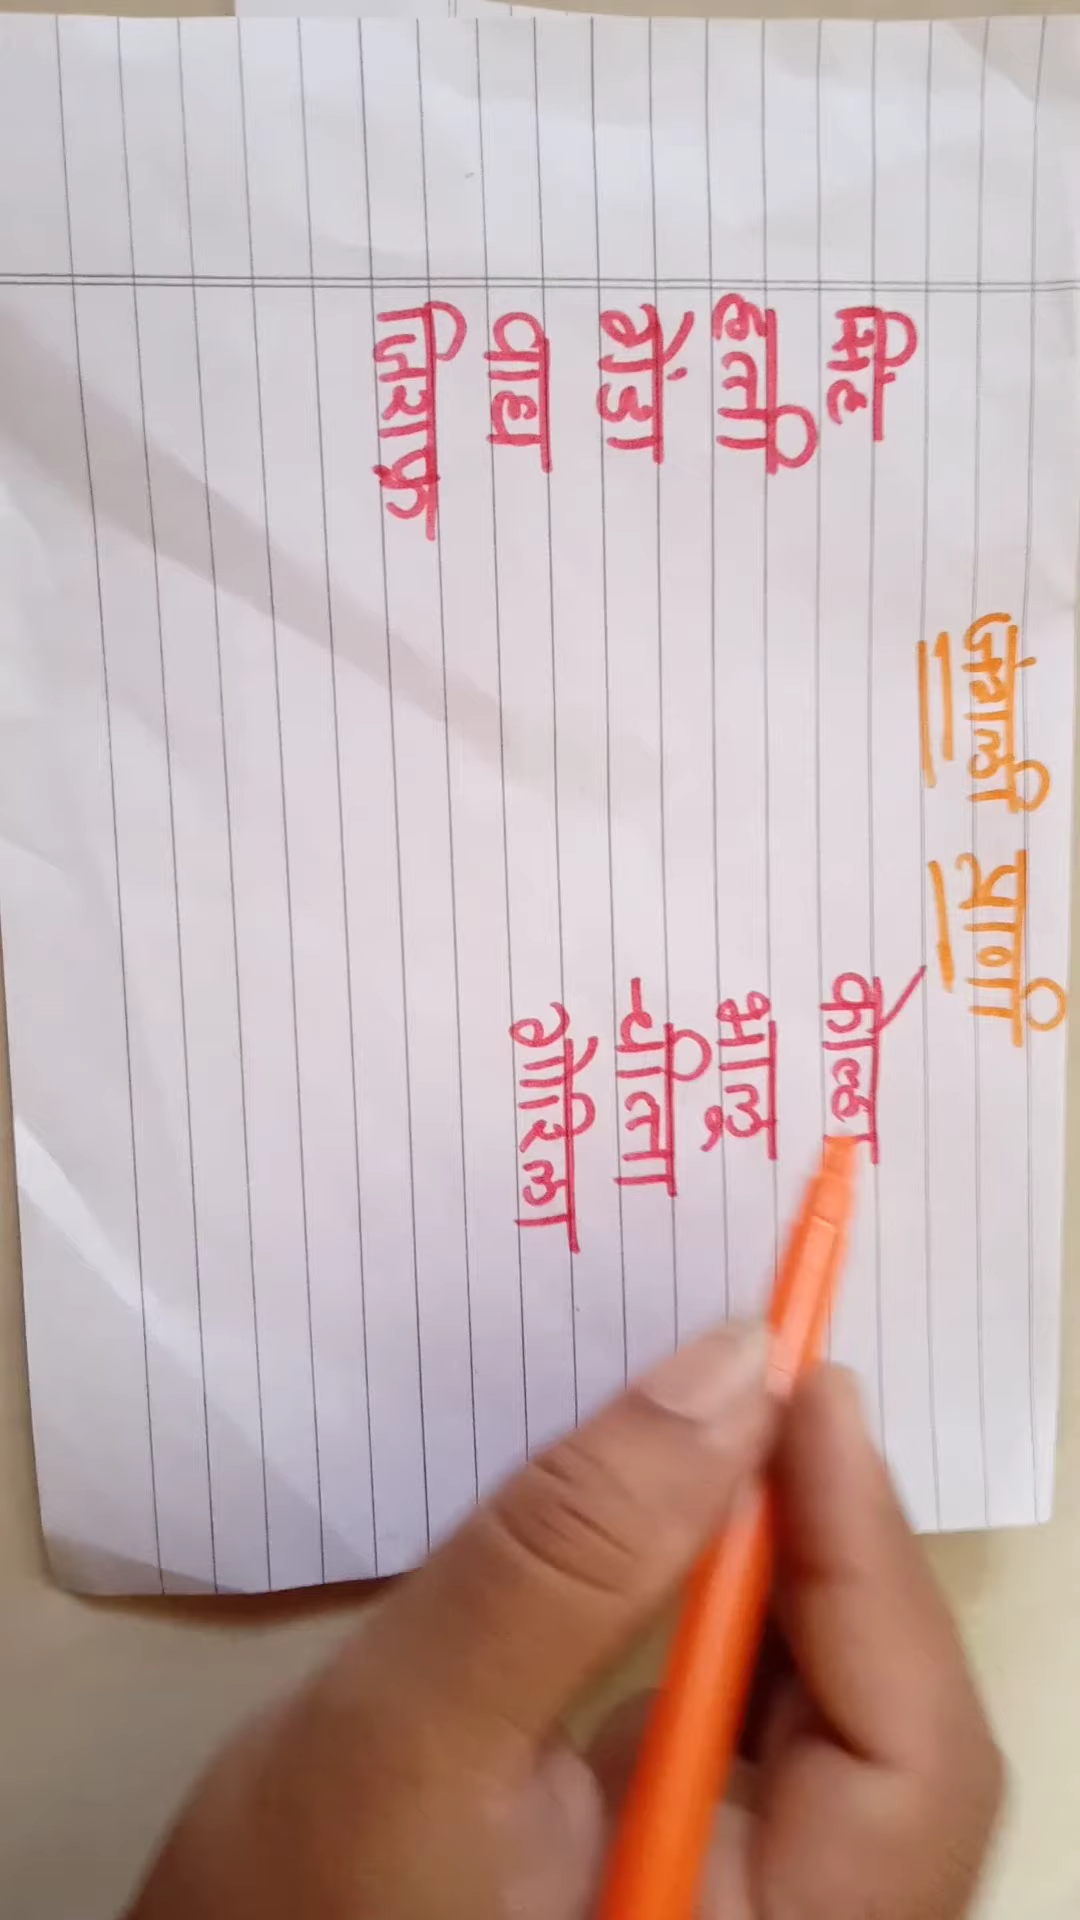 जंगली प्राणी
सिंह कोल्हा
हत्ती भालू
गेंडा चीता
वाघ गोरिला
जिराफ